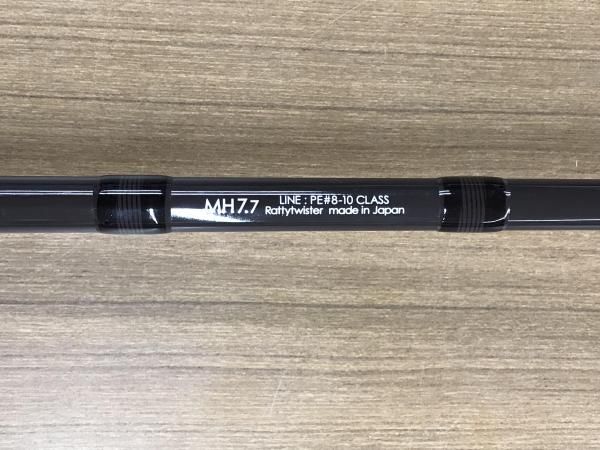 MH7.7
LINE : PE#8-10 CLASS
Rattytwister made in Japan